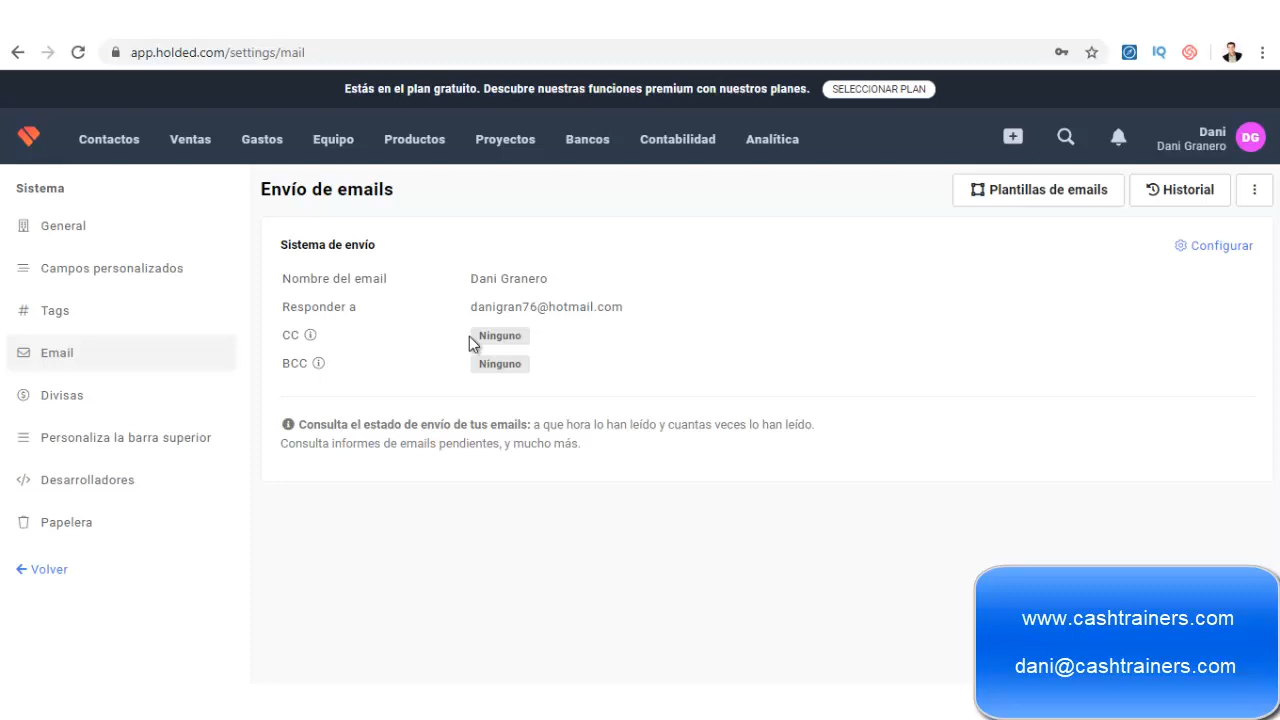 app.holded.com/settings/mail
IQ
Estás en el plan gratuito. Descubre nuestras funciones premium con nuestros planes.
SELECCIONAR PLAN
Contactos
Ventas
Gastos
Equipo
Productos
Proyectos
Bancos
Contabilidad
Analítica
Dani
Dani Granero
DG
Sistema
General
Campos personalizados
Tags
Email
Divisas
Personaliza la barra superior
Desarrolladores
Papelera
Volver
Envío de emails
Plantillas de emails
Historial
Sistema de envío
Configurar
Nombre del email Dani Granero
Responder a danigran76@hotmail.com
CC Ninguno
BCC Ninguno
Consulta el estado de envío de tus emails: a que hora lo han leído y cuantas veces lo han leído.
Consulta informes de emails pendientes, y mucho más.
www.cashtrainers.com
dani@cashtrainers.com